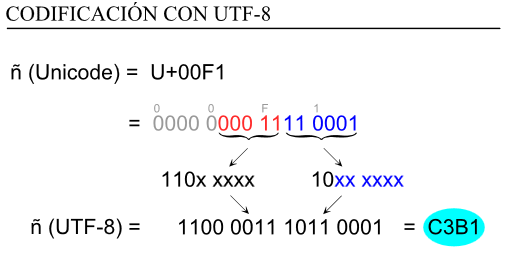 CODIFICACIÓN CON UTF-8
ñ (Unicode) = U+00F1
0 0 F 1
= 0000 0000 1111 0001
110x xxxx 10xx xxxx
ñ (UTF-8) = 1100 0011 1011 0001 = C3B1